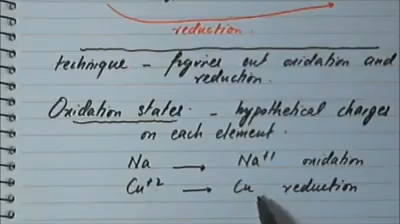 reduction.
technique - figures out oxidation and
reduction.
Oxidation states - hypothetical charges
on each element.
Na → Na⁺¹ oxidation
Cu⁺² → Cu reduction